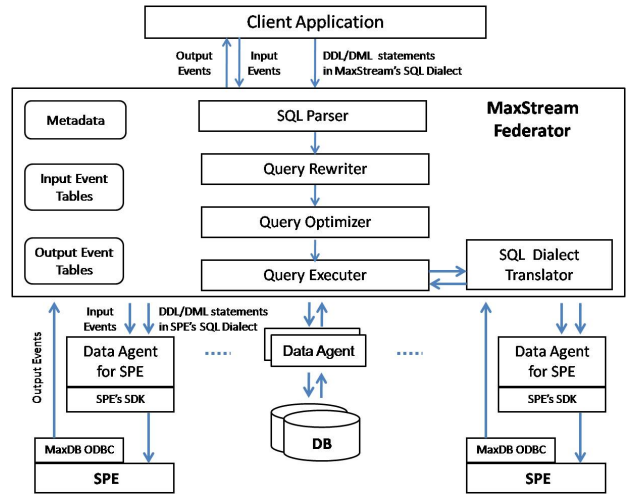 Client Application
Output
Events
Input
Events
DDL/DML statements
in MaxStream's SQL Dialect
Metadata
Input Event
Tables
Output Event
Tables
SQL Parser
Query Rewriter
Query Optimizer
Query Executer
MaxStream
Federator
SQL Dialect
Translator
Output Events
Input
Events
DDL/DML statements
in SPE's SQL Dialect
Data Agent
for SPE
SPE's SDK
MaxDB ODBC
SPE
Data Agent
DB
Data Agent
for SPE
SPE's SDK
MaxDB ODBC
SPE